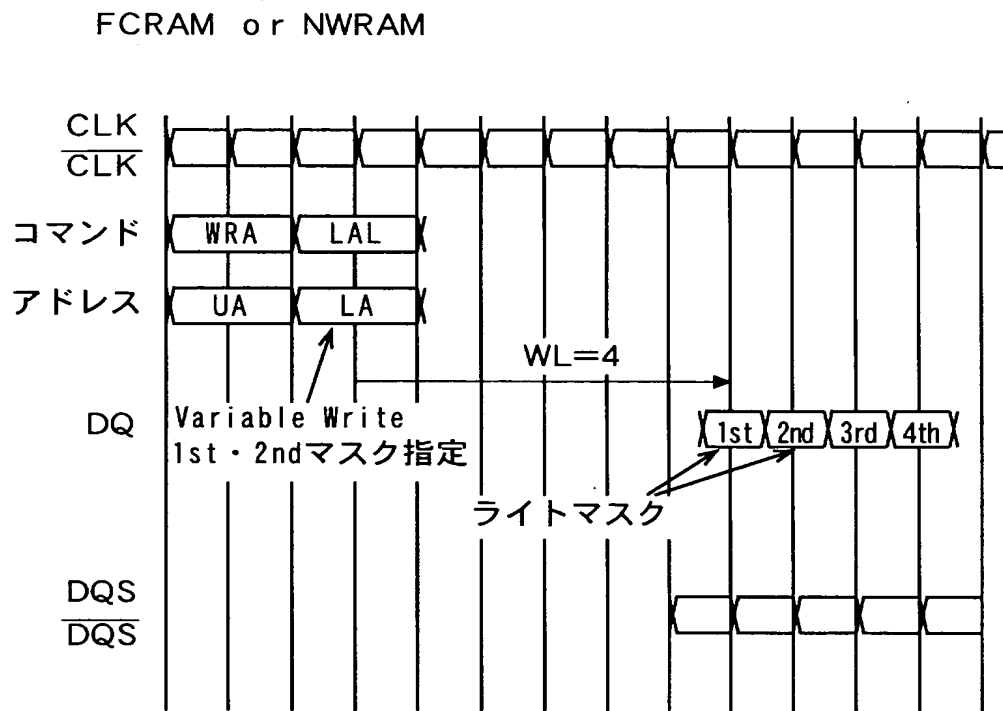 FCRAM or NWRAM
CLK
CLK
コマンド
WRA
LAL
アドレス
UA
LA
WL=4
DQ
Variable Write
1st・2ndマスク指定
1st
2nd
3rd
4th
ライトマスク
DQS
DQS